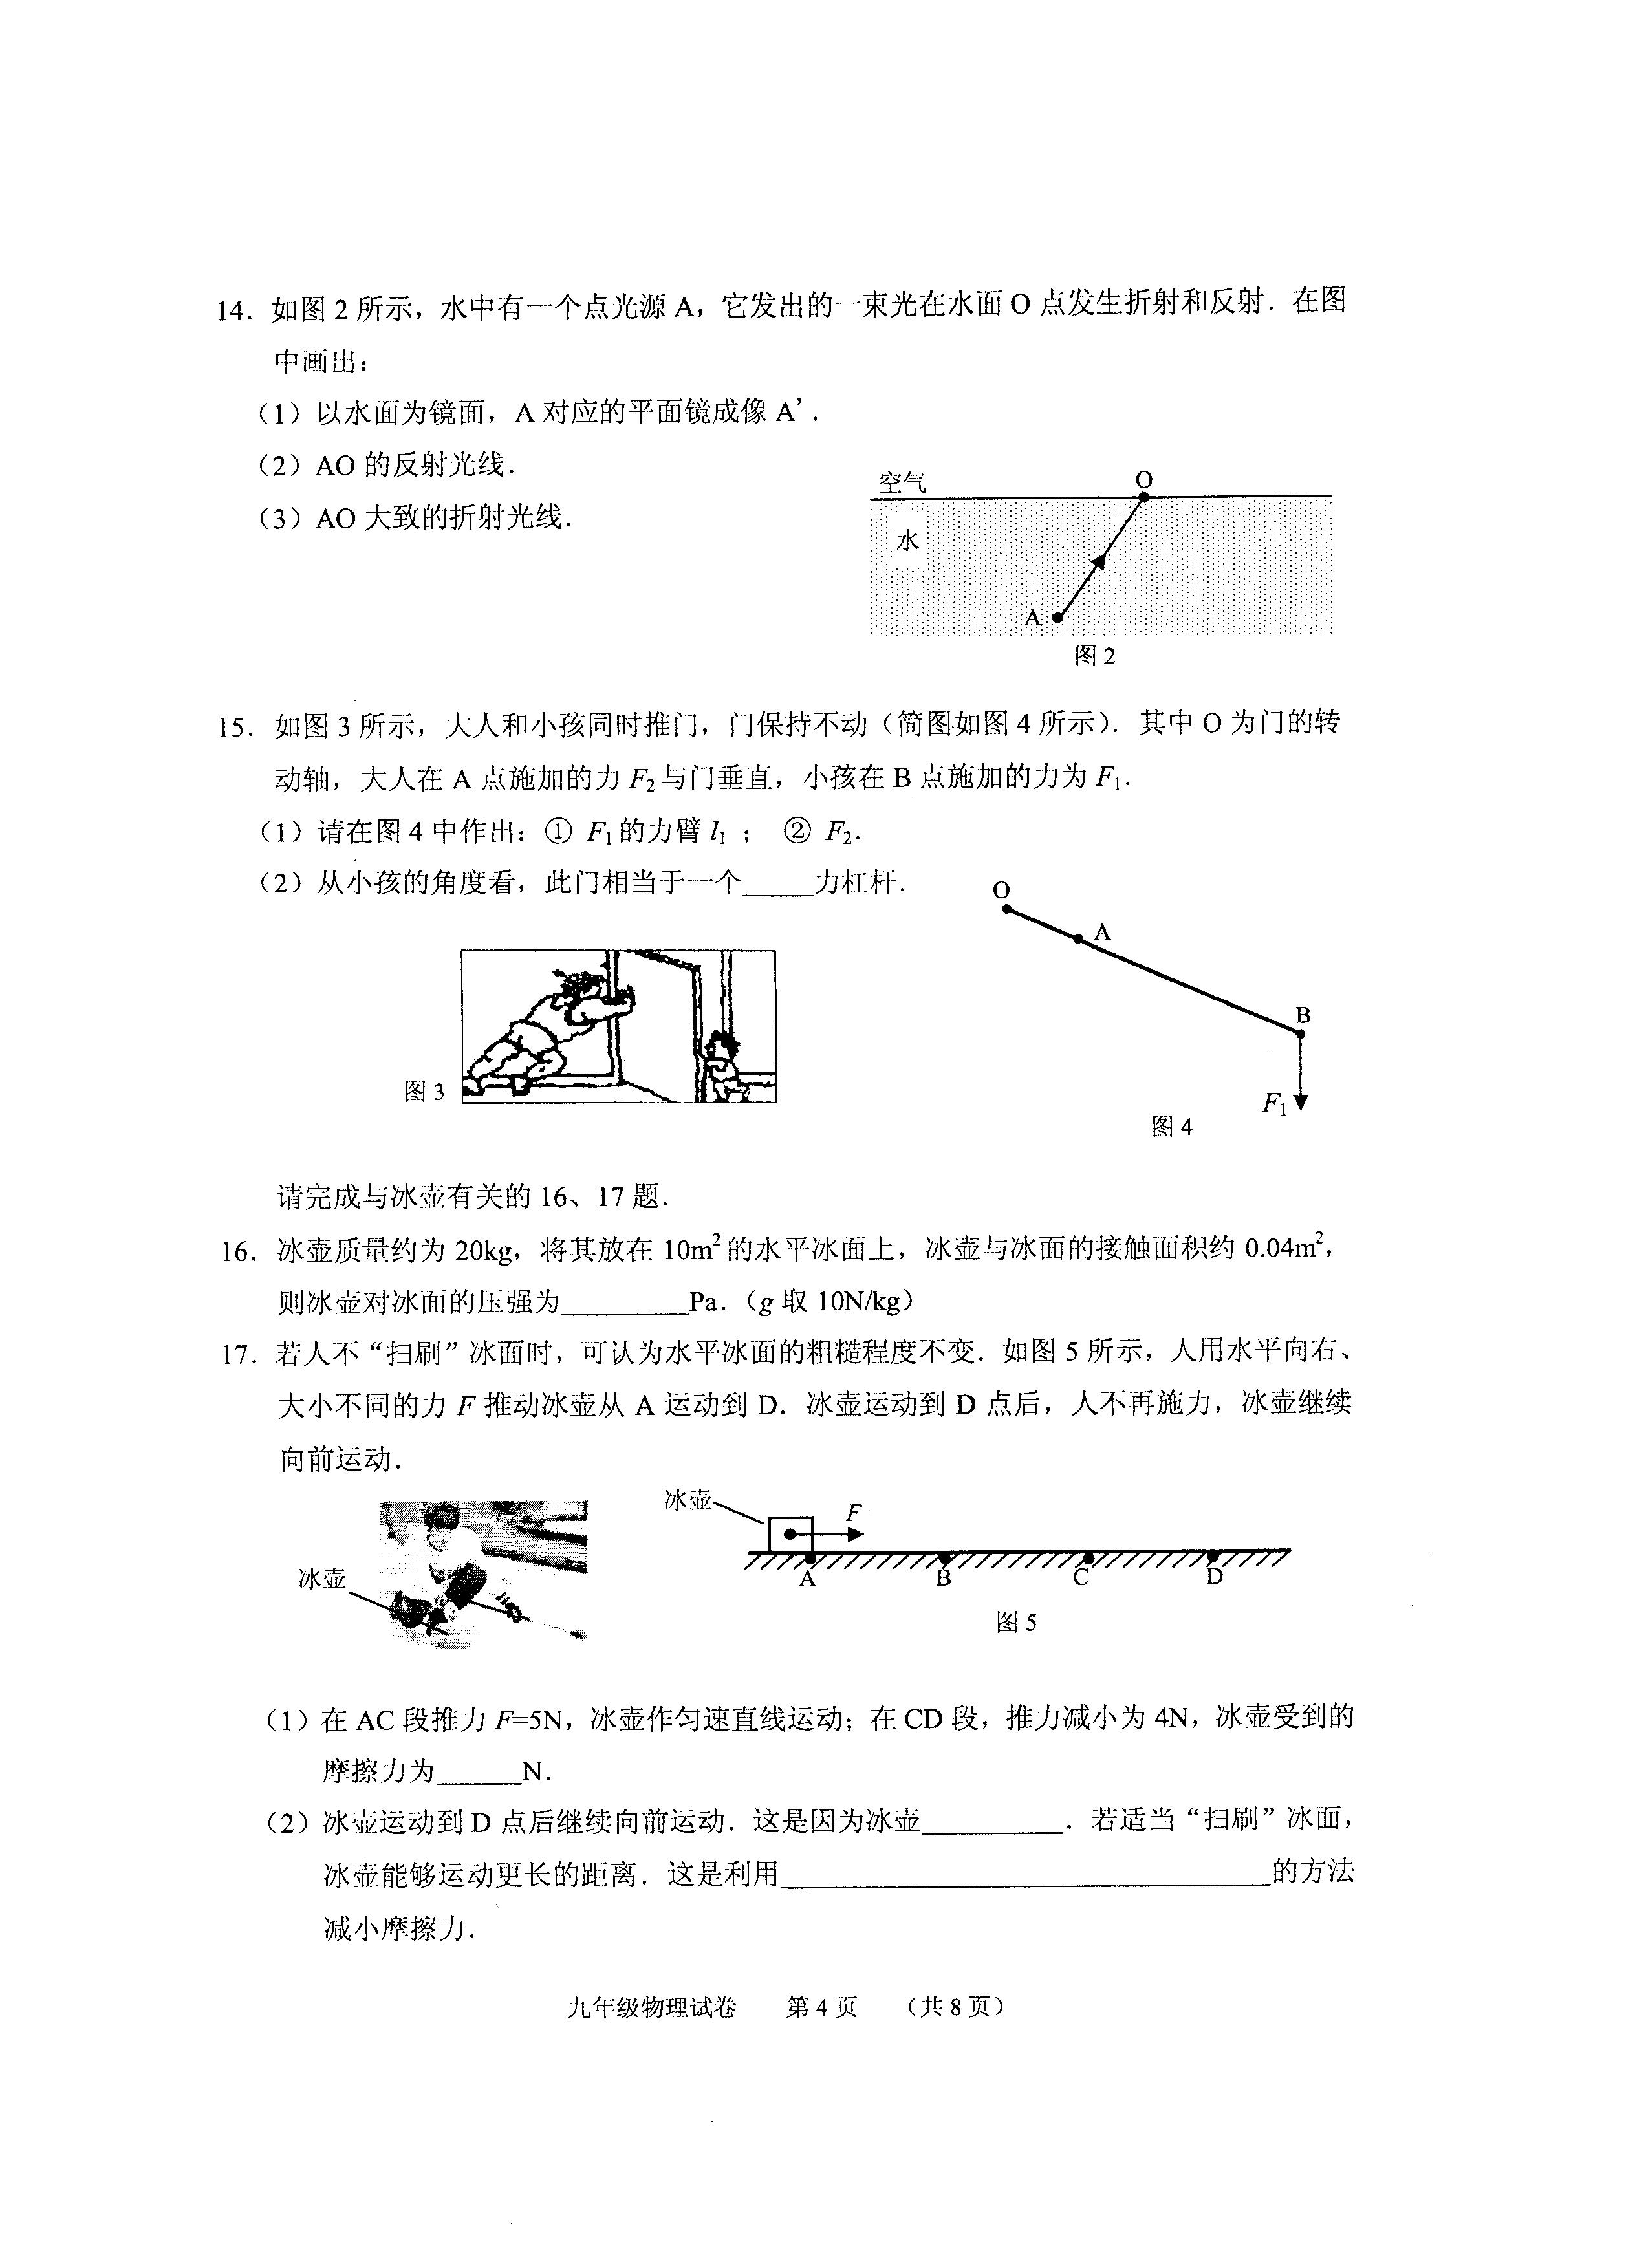 14. 如图 2 所示，水中有一个点光源 A，它发出的一束光在水面 O 点发生折射和反射．在图
中画出：
（1）以水面为镜面，A 对应的平面镜成像 A'．
（2）AO 的反射光线．
（3）AO 大致的折射光线．
空气
O
水
A
图 2
15. 如图 3 所示，大人和小孩同时推门，门保持不动（简图如图 4 所示）．其中 O 为门的转
动轴，大人在 A 点施加的力 F₂与门垂直，小孩在 B 点施加的力为 F₁．
（1）请在图 4 中作出：① F₁的力臂 l₁ ； ② F₂．
（2）从小孩的角度看，此门相当于一个_____力杠杆．
O
A
B
F₁
图 3
图 4
请完成与冰壶有关的 16、17 题．
16. 冰壶质量约为 20kg，将其放在 10m²的水平冰面上，冰壶与冰面的接触面积约 0.04m²，
则冰壶对冰面的压强为_________Pa．（g 取 10N/kg）
17. 若人不“扫刷”冰面时，可认为水平冰面的粗糙程度不变．如图 5 所示，人用水平向右、
大小不同的力 F 推动冰壶从 A 运动到 D．冰壶运动到 D 点后，人不再施力，冰壶继续
向前运动．
冰壶
冰壶
F
A B C D
图 5
（1）在 AC 段推力 F=5N，冰壶作匀速直线运动；在 CD 段，推力减小为 4N，冰壶受到的
摩擦力为______N．
（2）冰壶运动到 D 点后继续向前运动．这是因为冰壶__________．若适当“扫刷”冰面，
冰壶能够运动更长的距离．这是利用___________________________________的方法
减小摩擦力．
九年级物理试卷 第 4 页 （共 8 页）